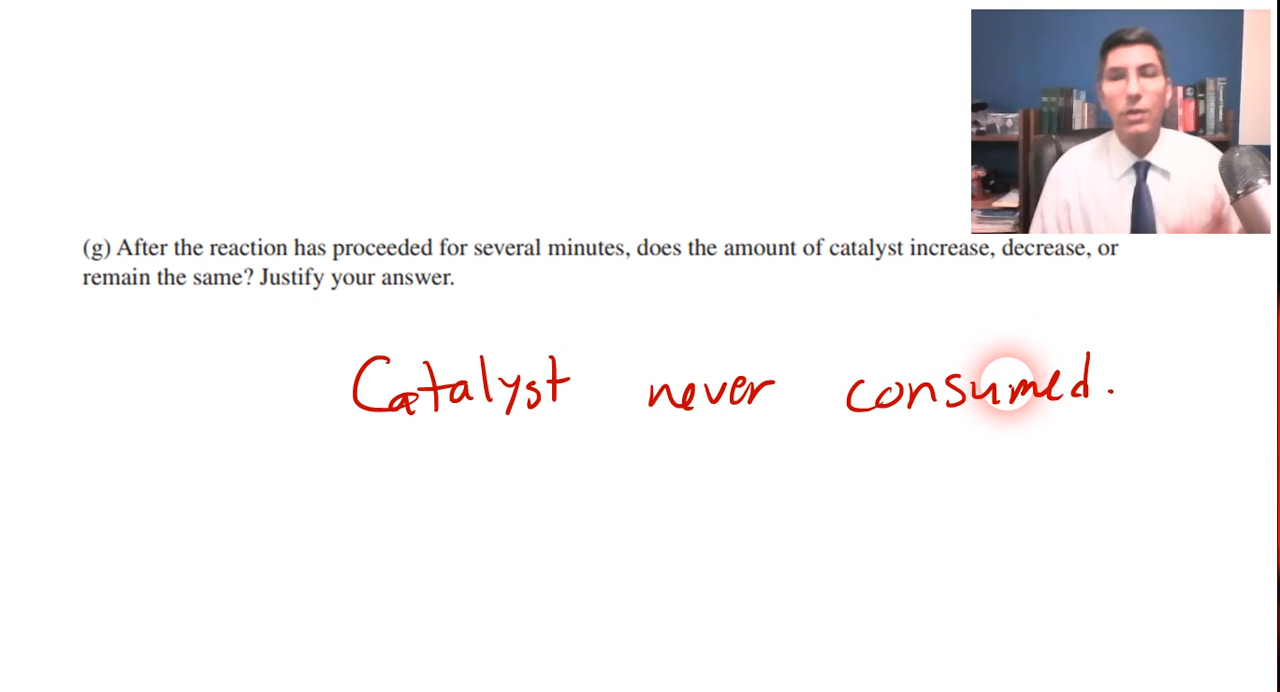 (g) After the reaction has proceeded for several minutes, does the amount of catalyst increase, decrease, or
remain the same? Justify your answer.
Catalyst never consumed.